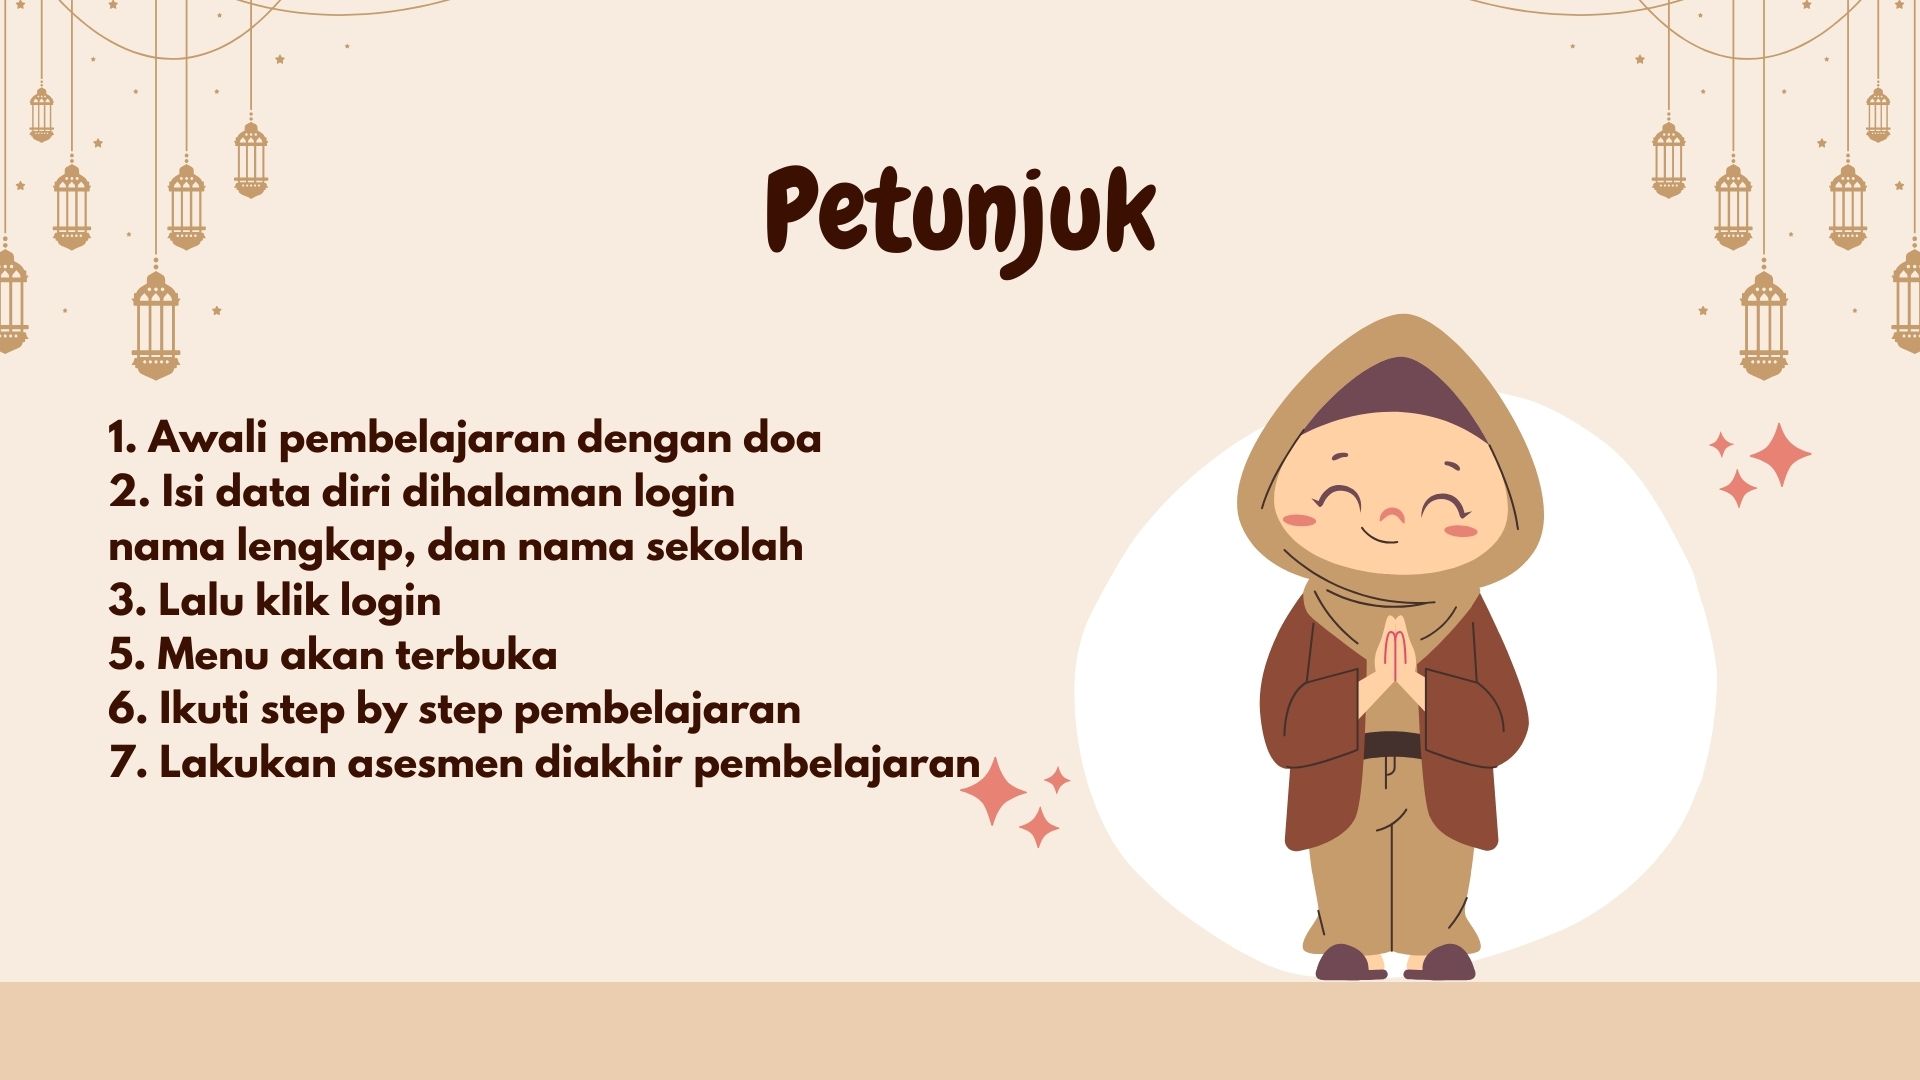 Petunjuk
1. Awali pembelajaran dengan doa
2. Isi data diri dihalaman login
nama lengkap, dan nama sekolah
3. Lalu klik login
5. Menu akan terbuka
6. Ikuti step by step pembelajaran
7. Lakukan asesmen diakhir pembelajaran